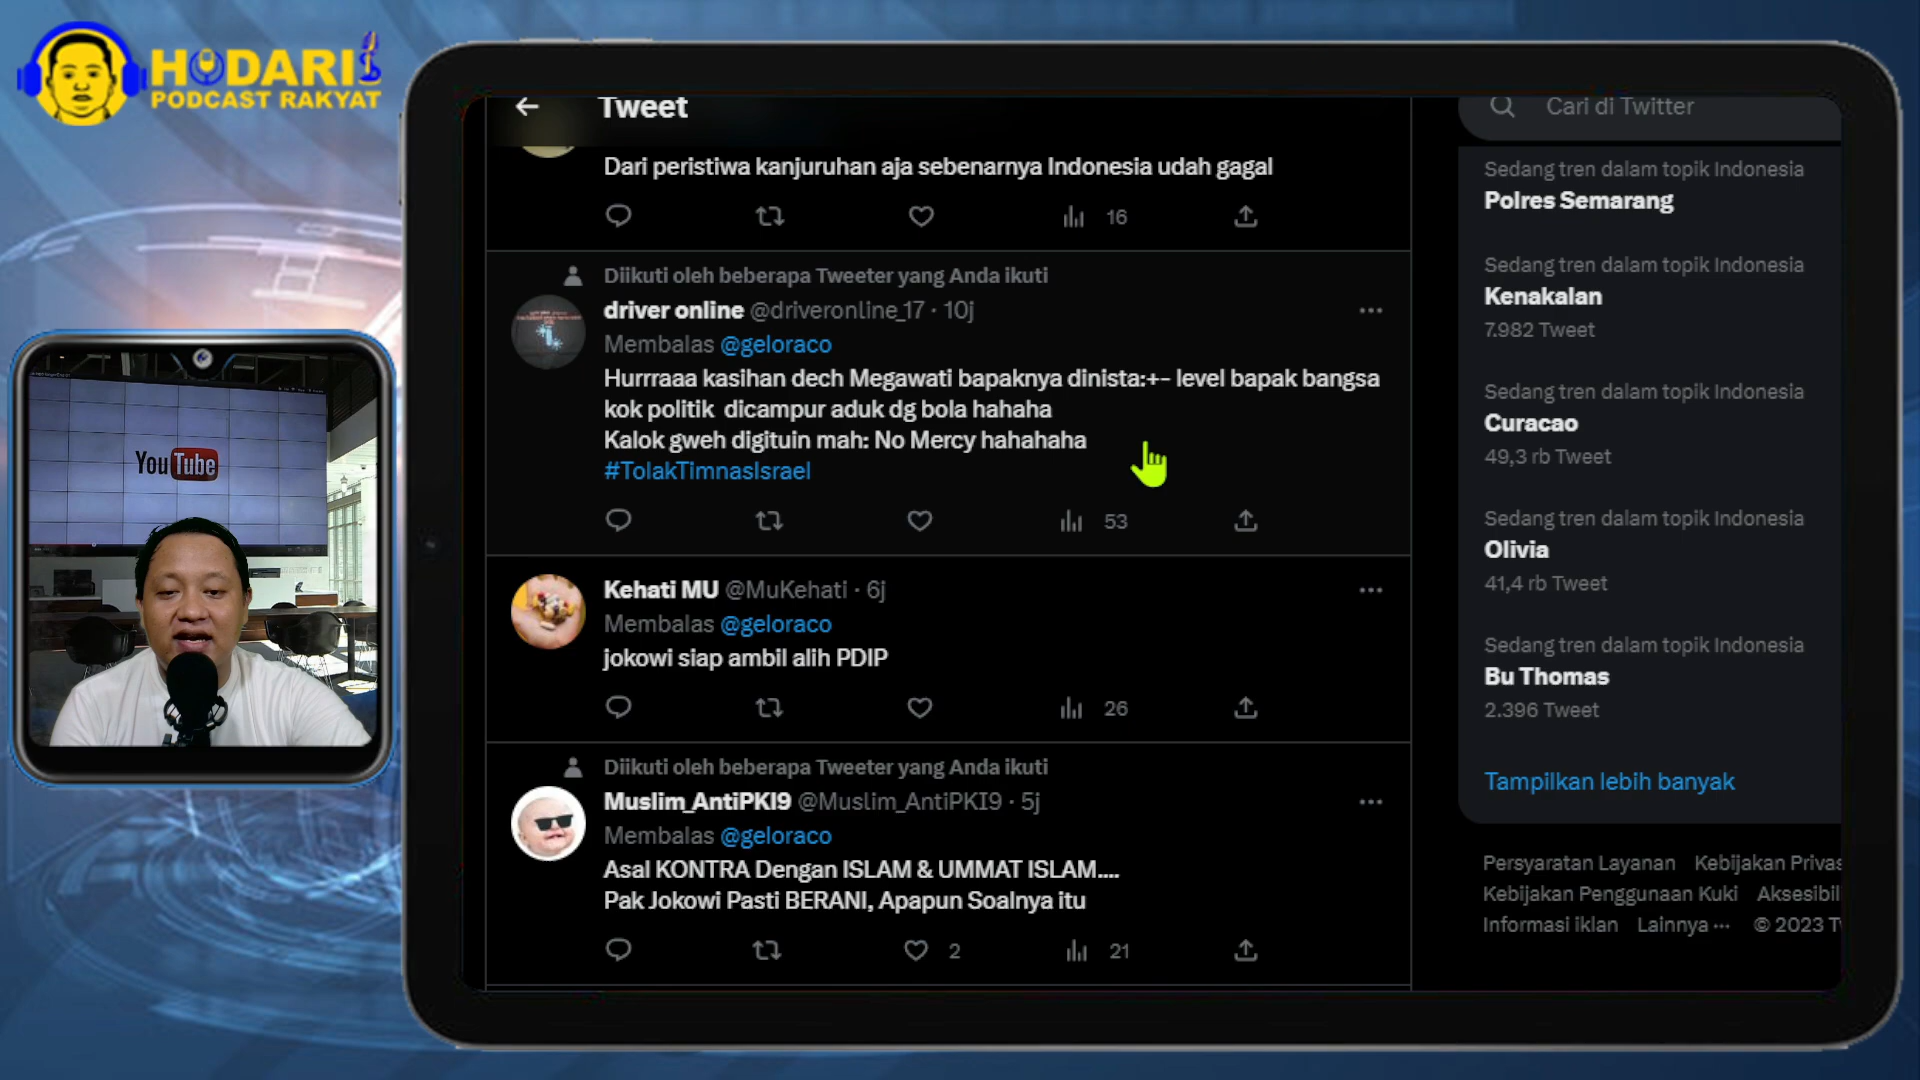 HODARI
PODCAST RAKYAT
YouTube
Tweet
Dari peristiwa kanjuruhan aja sebenarnya Indonesia udah gagal
16
Diikuti oleh beberapa Tweeter yang Anda ikuti
driver online @driveronline_17 · 10j
Membalas @geloraco
Hurrraaa kasihan dech Megawati bapaknya dinista:+- level bapak bangsa
kok politik dicampur aduk dg bola hahaha
Kalok gweh digituin mah: No Mercy hahahaha
#TolakTimnasIsrael
53
Kehati MU @MuKehati · 6j
Membalas @geloraco
jokowi siap ambil alih PDIP
26
Diikuti oleh beberapa Tweeter yang Anda ikuti
Muslim_AntiPKI9 @Muslim_AntiPKI9 · 5j
Membalas @geloraco
Asal KONTRA Dengan ISLAM & UMMAT ISLAM....
Pak Jokowi Pasti BERANI, Apapun Soalnya itu
2 21
Cari di Twitter
Sedang tren dalam topik Indonesia
Polres Semarang
Sedang tren dalam topik Indonesia
Kenakalan
7.982 Tweet
Sedang tren dalam topik Indonesia
Curacao
49,3 rb Tweet
Sedang tren dalam topik Indonesia
Olivia
41,4 rb Tweet
Sedang tren dalam topik Indonesia
Bu Thomas
2.396 Tweet
Tampilkan lebih banyak
Persyaratan Layanan Kebijakan Privas
Kebijakan Penggunaan Kuki Aksesibil
Informasi iklan Lainnya ··· © 2023 T